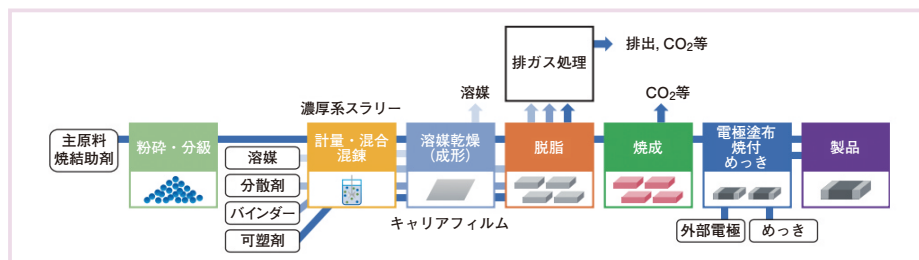 排ガス処理
排出, CO₂等
溶媒
CO₂等
濃厚系スラリー
主原料
焼結助剤
粉砕・分級
計量・混合
混錬
溶媒乾燥
(成形)
脱脂
焼成
電極塗布
焼付
めっき
製品
溶媒
分散剤
バインダー
可塑剤
キャリアフィルム
外部電極
めっき